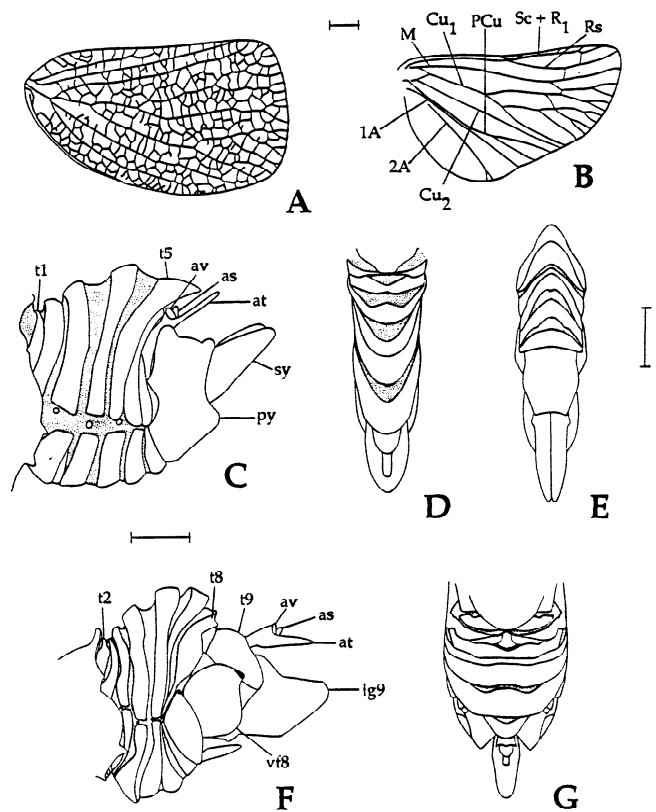 M
Cu1
PCu
Sc + R1
Rs
1A
2A
Cu2
A
B
t1
t5
av
as
at
sy
py
C
D
E
t2
t8
t9
av
as
at
ig9
vf8
F
G